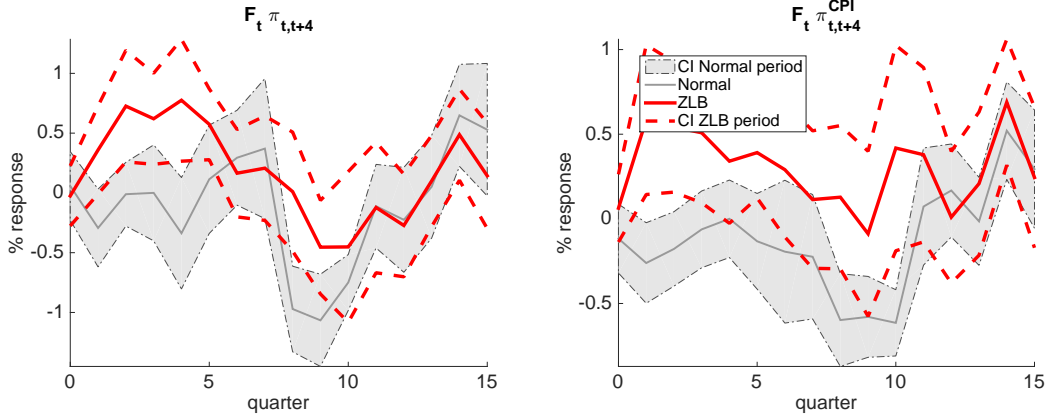 F_t π_{t,t+4}
% response
1
0.5
0
-0.5
-1
0 5 10 15
quarter
F_t π^{CPI}_{t,t+4}
% response
1
0.5
0
-0.5
CI Normal period
Normal
ZLB
CI ZLB period
0 5 10 15
quarter